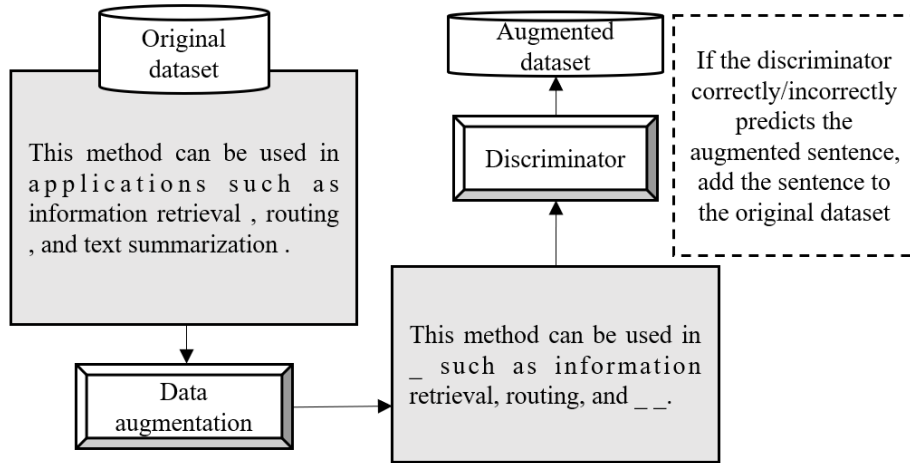 Original
dataset
This method can be used in
applications such as
information retrieval , routing
, and text summarization .
Data
augmentation
This method can be used in
_ such as information
retrieval, routing, and _ _.
Discriminator
Augmented
dataset
If the discriminator
correctly/incorrectly
predicts the
augmented sentence,
add the sentence to
the original dataset